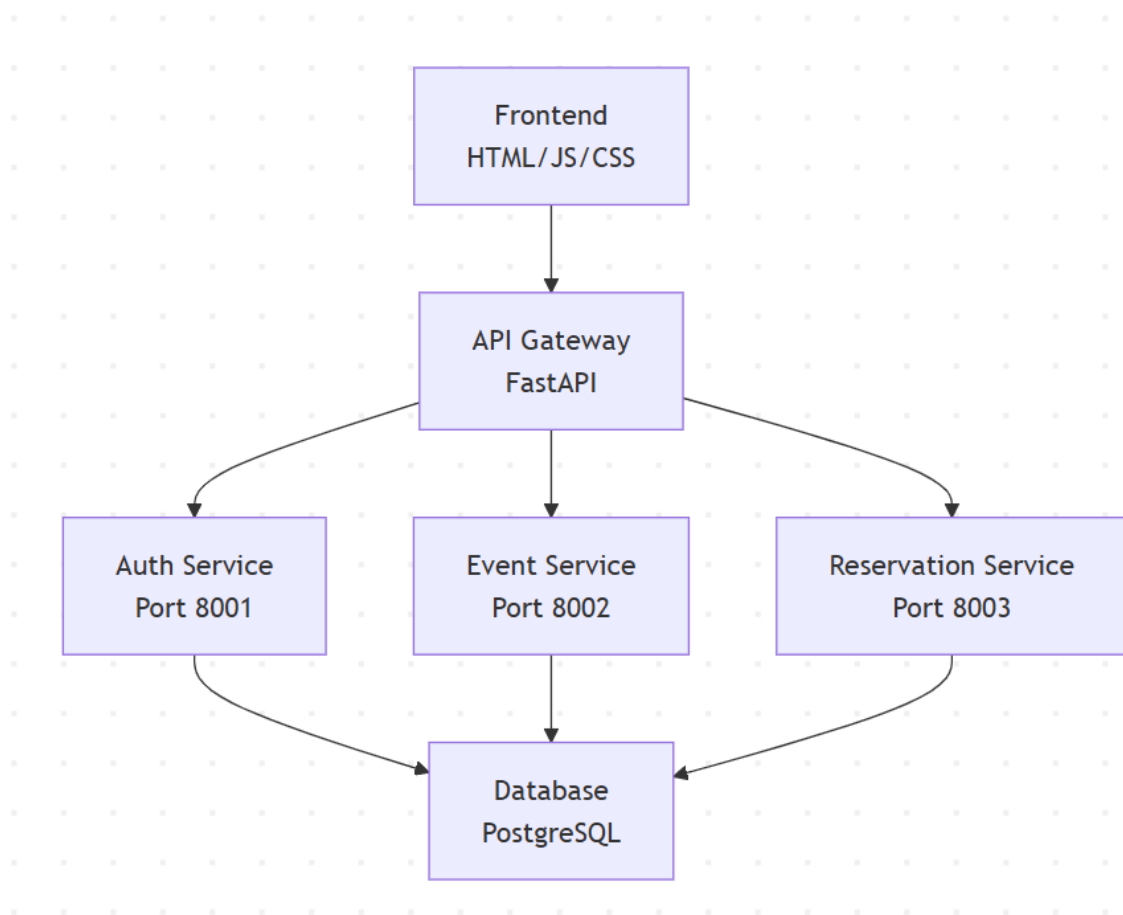 Frontend
HTML/JS/CSS
API Gateway
FastAPI
Auth Service
Port 8001
Event Service
Port 8002
Reservation Service
Port 8003
Database
PostgreSQL